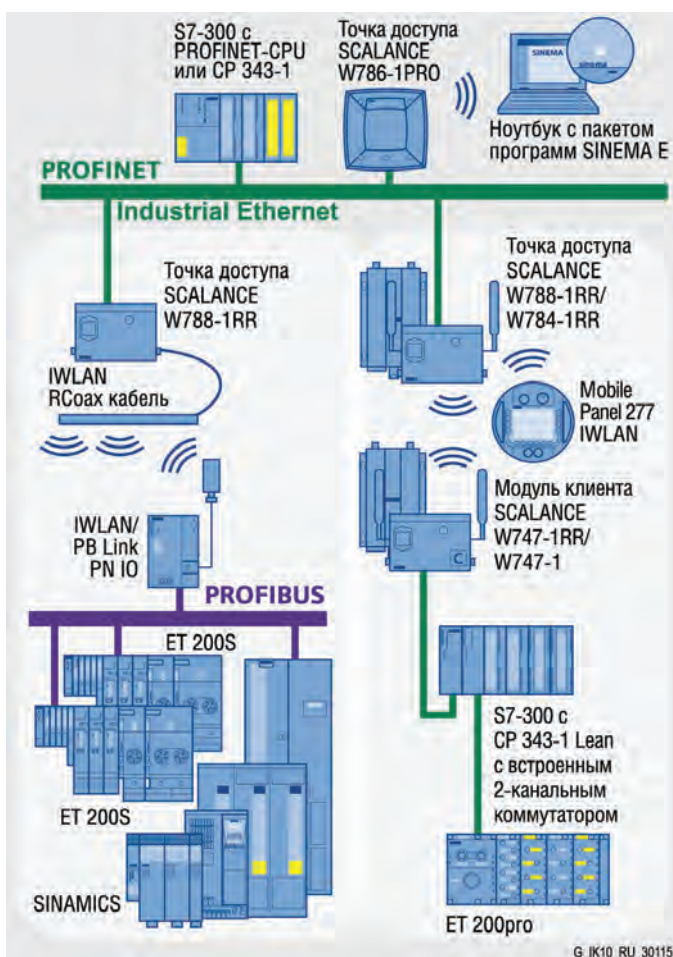 S7-300 с
PROFINET-CPU
или CP 343-1
Точка доступа
SCALANCE
W786-1PRO
SINEMA
sinema
Ноутбук с пакетом
программ SINEMA E
PROFINET
Industrial Ethernet
Точка доступа
SCALANCE
W788-1RR
IWLAN
RCoax кабель
IWLAN/
PB Link
PN IO
PROFIBUS
ET 200S
ET 200S
SINAMICS
Точка доступа
SCALANCE
W788-1RR/
W784-1RR
Mobile
Panel 277
IWLAN
Модуль клиента
SCALANCE
W747-1RR/
W747-1
S7-300 с
CP 343-1 Lean
с встроенным
2-канальным
коммутатором
ET 200pro
G_IK10_RU_30115